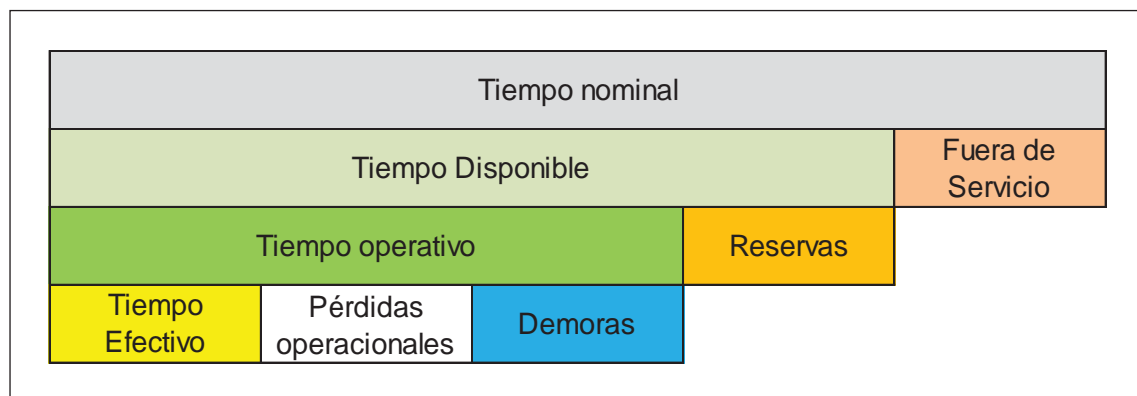 Tiempo nominal
Tiempo Disponible
Fuera de
Servicio
Tiempo operativo
Reservas
Tiempo
Efectivo
Pérdidas
operacionales
Demoras